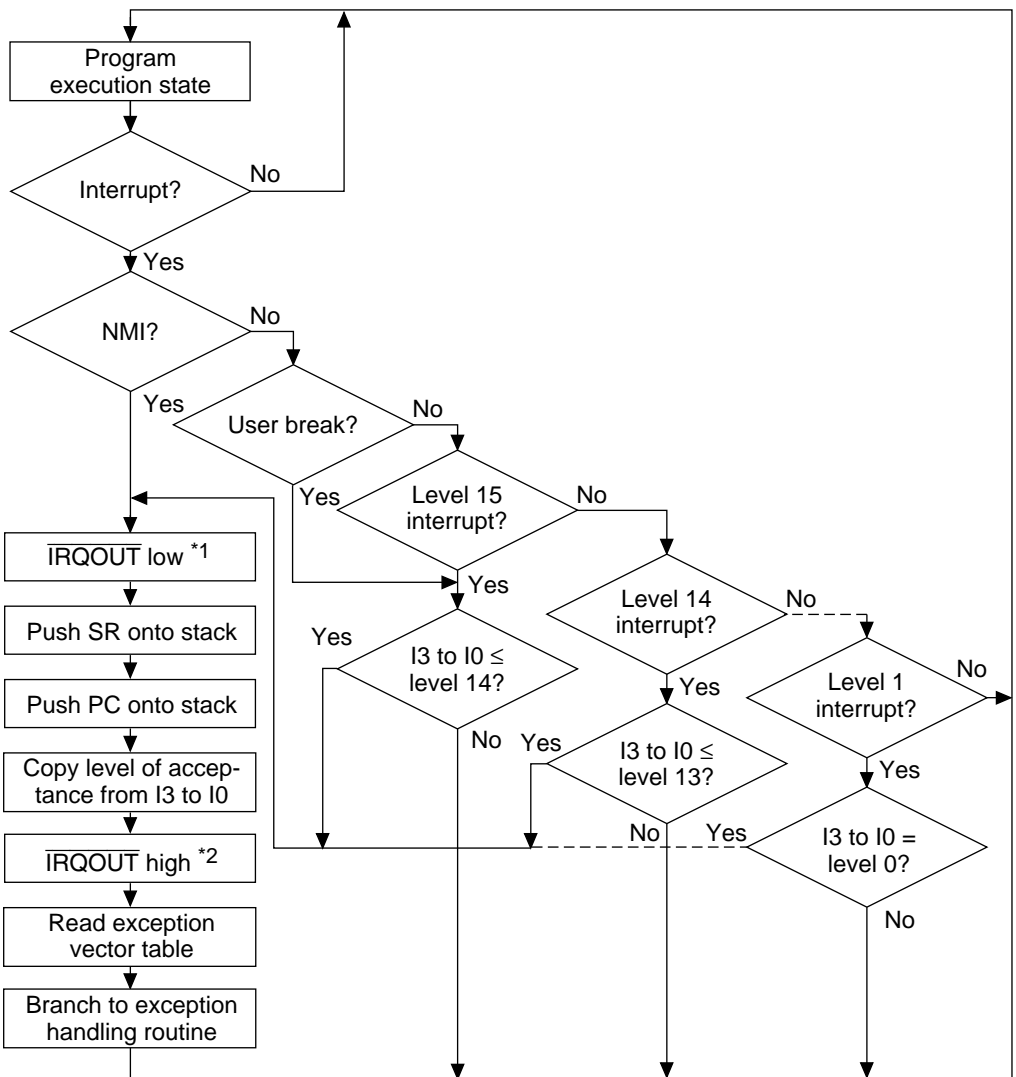 Program
execution state
Interrupt?
No
Yes
NMI?
No
Yes
User break?
No
Yes
Level 15
interrupt?
No
Yes
IRQOUT low *1
Push SR onto stack
Push PC onto stack
Copy level of accep-
tance from I3 to I0
IRQOUT high *2
Read exception
vector table
Branch to exception
handling routine
Yes
I3 to I0 ≤
level 14?
No
Level 14
interrupt?
No
Yes
Yes
I3 to I0 ≤
level 13?
No
Level 1
interrupt?
No
Yes
Yes
I3 to I0 =
level 0?
No